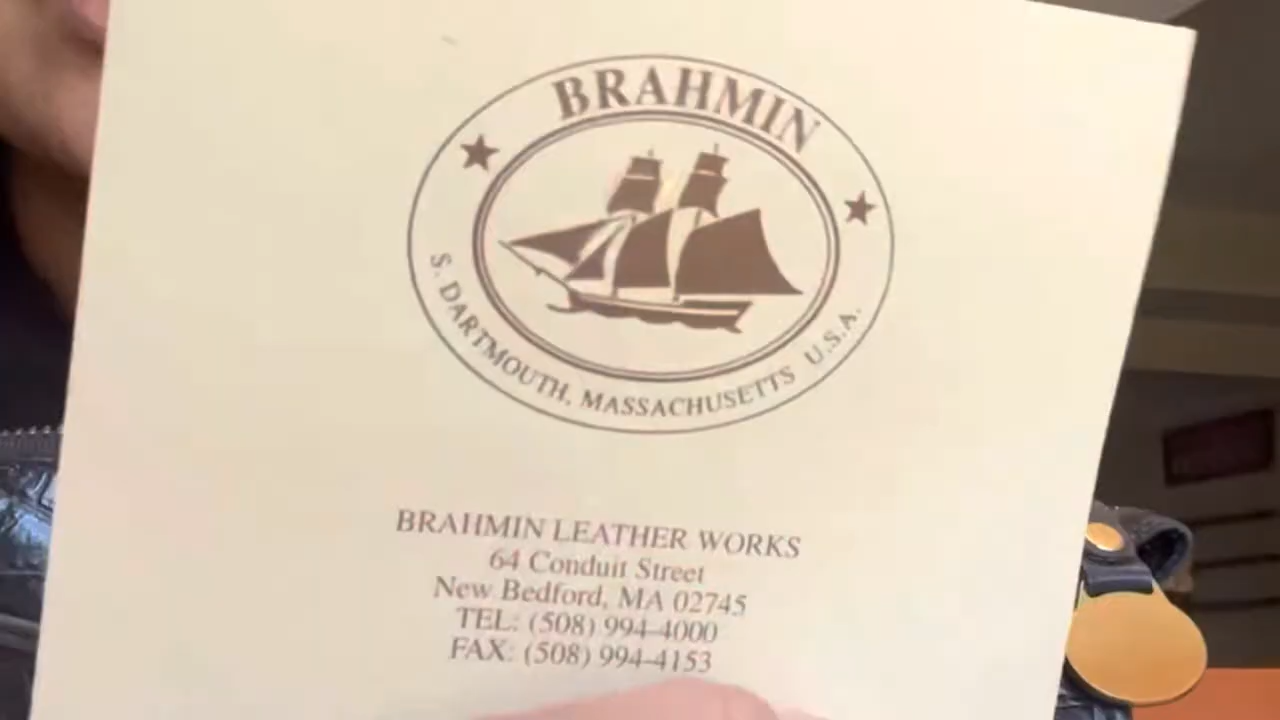 BRAHMIN
S. DARTMOUTH, MASSACHUSETTS U.S.A.
BRAHMIN LEATHER WORKS
64 Conduit Street
New Bedford, MA 02745
TEL: (508) 994-4000
FAX: (508) 994-4153